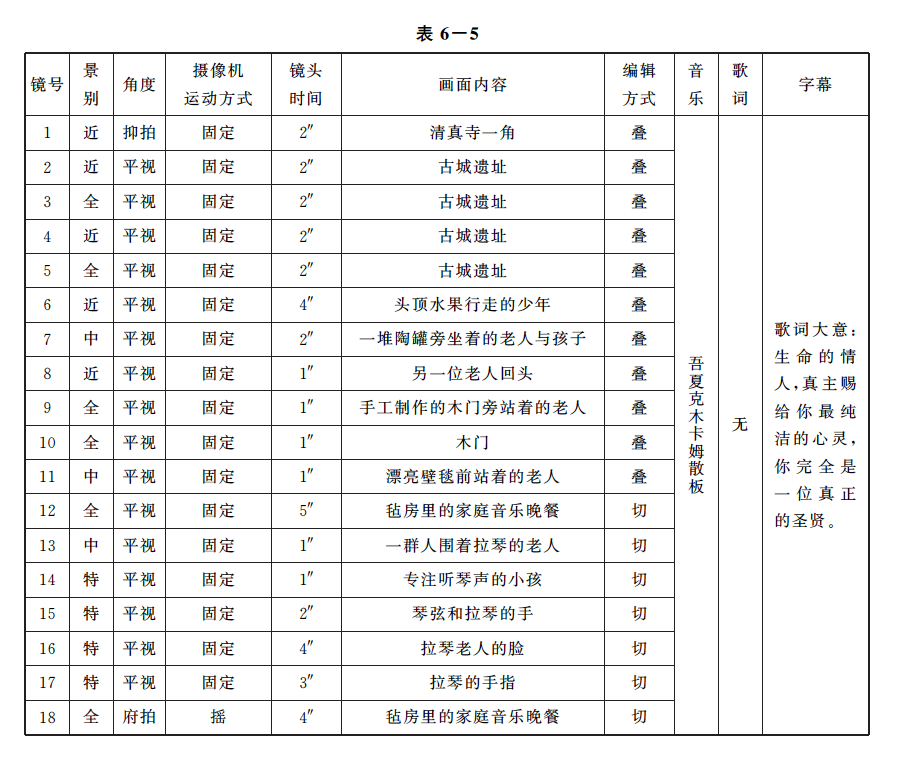 表 6－5
镜号 景别 角度 摄像机运动方式 镜头时间 画面内容 编辑方式 音乐 歌词 字幕
1 近 抑拍 固定 2″ 清真寺一角 叠
2 近 平视 固定 2″ 古城遗址 叠
3 全 平视 固定 2″ 古城遗址 叠
4 近 平视 固定 2″ 古城遗址 叠
5 全 平视 固定 2″ 古城遗址 叠
6 近 平视 固定 4″ 头顶水果行走的少年 叠
7 中 平视 固定 2″ 一堆陶罐旁坐着的老人与孩子 叠
8 近 平视 固定 1″ 另一位老人回头 叠
9 全 平视 固定 1″ 手工制作的木门旁站着的老人 叠
10 全 平视 固定 1″ 木门 叠
11 中 平视 固定 1″ 漂亮壁毯前站着的老人 叠
12 全 平视 固定 5″ 毡房里的家庭音乐晚餐 切
13 中 平视 固定 1″ 一群人围着拉琴的老人 切
14 特 平视 固定 1″ 专注听琴声的小孩 切
15 特 平视 固定 2″ 琴弦和拉琴的手 切
16 特 平视 固定 4″ 拉琴老人的脸 切
17 特 平视 固定 3″ 拉琴的手指 切
18 全 府拍 摇 4″ 毡房里的家庭音乐晚餐 切
吾夏克木卡姆散板
无
歌词大意：
生命的情
人，真主赐
给你最纯
洁的心灵，
你完全是
一位真正
的圣贤。